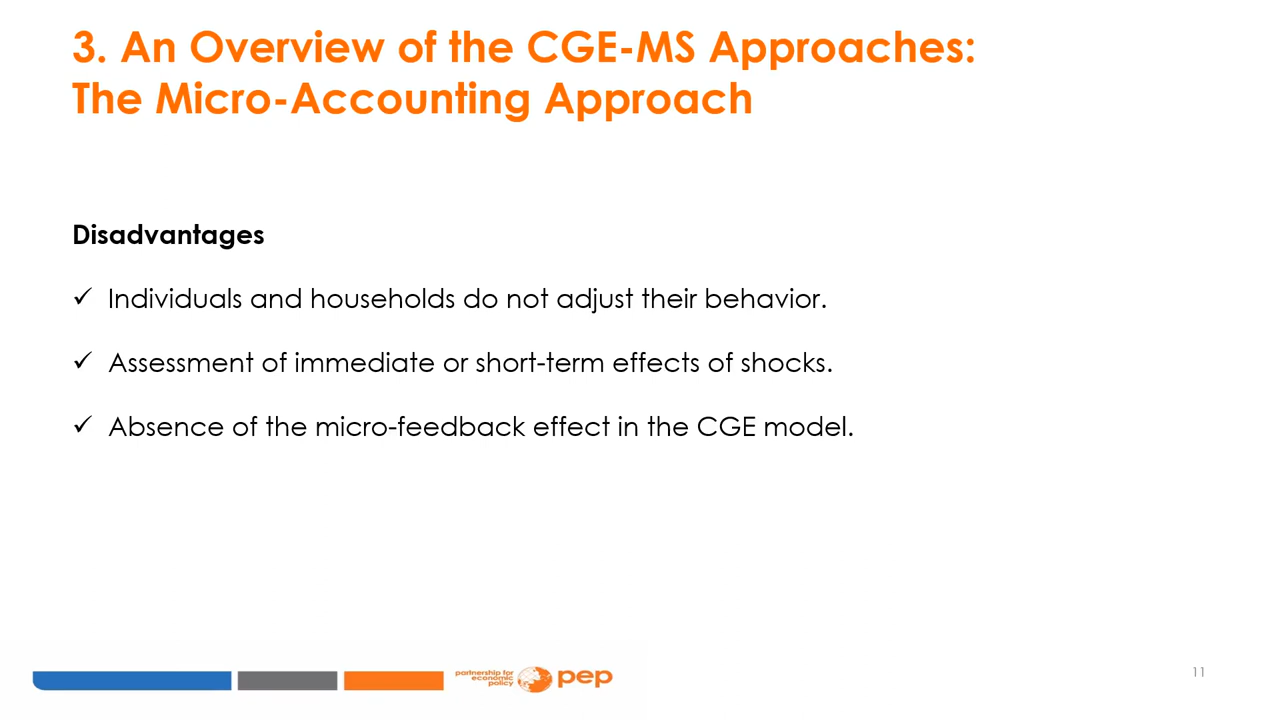 3. An Overview of the CGE-MS Approaches:
The Micro-Accounting Approach
Disadvantages
✓ Individuals and households do not adjust their behavior.
✓ Assessment of immediate or short-term effects of shocks.
✓ Absence of the micro-feedback effect in the CGE model.
partnership for
economic
policy
pep
11